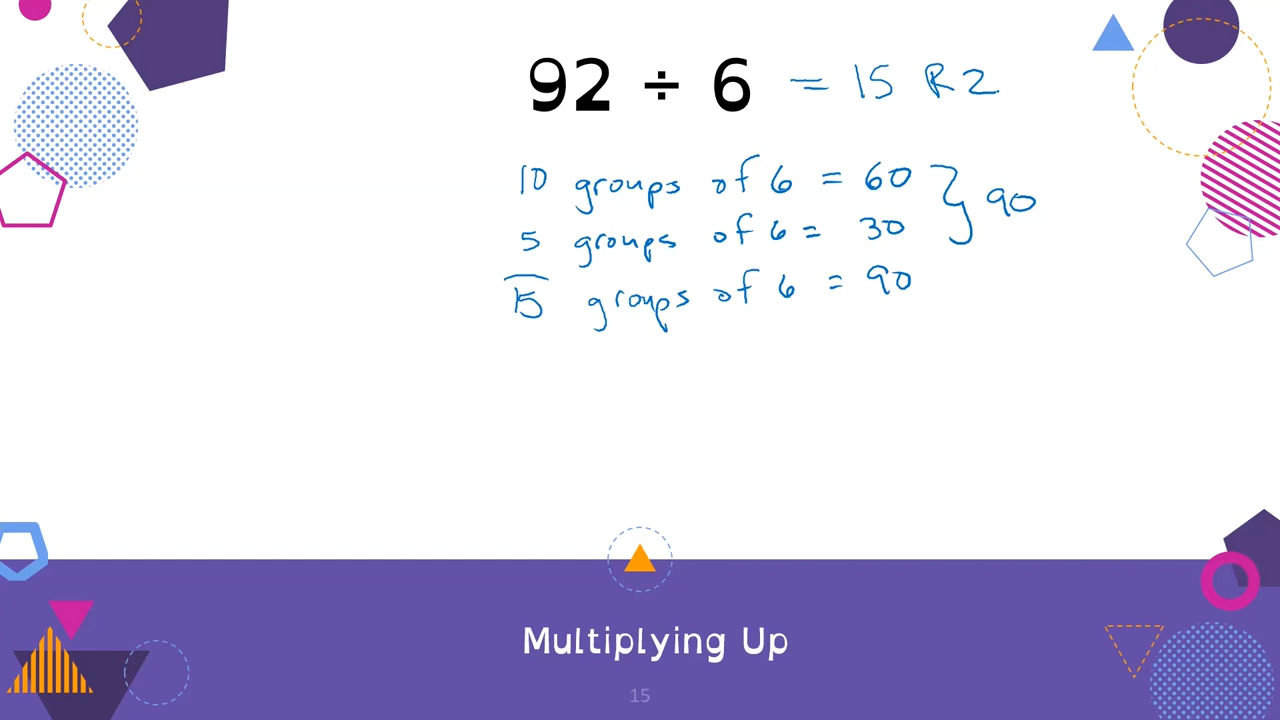 92 ÷ 6 = 15 R2
10 groups of 6 = 60 } 90
5 groups of 6 = 30
15 groups of 6 = 90
Multiplying Up
15